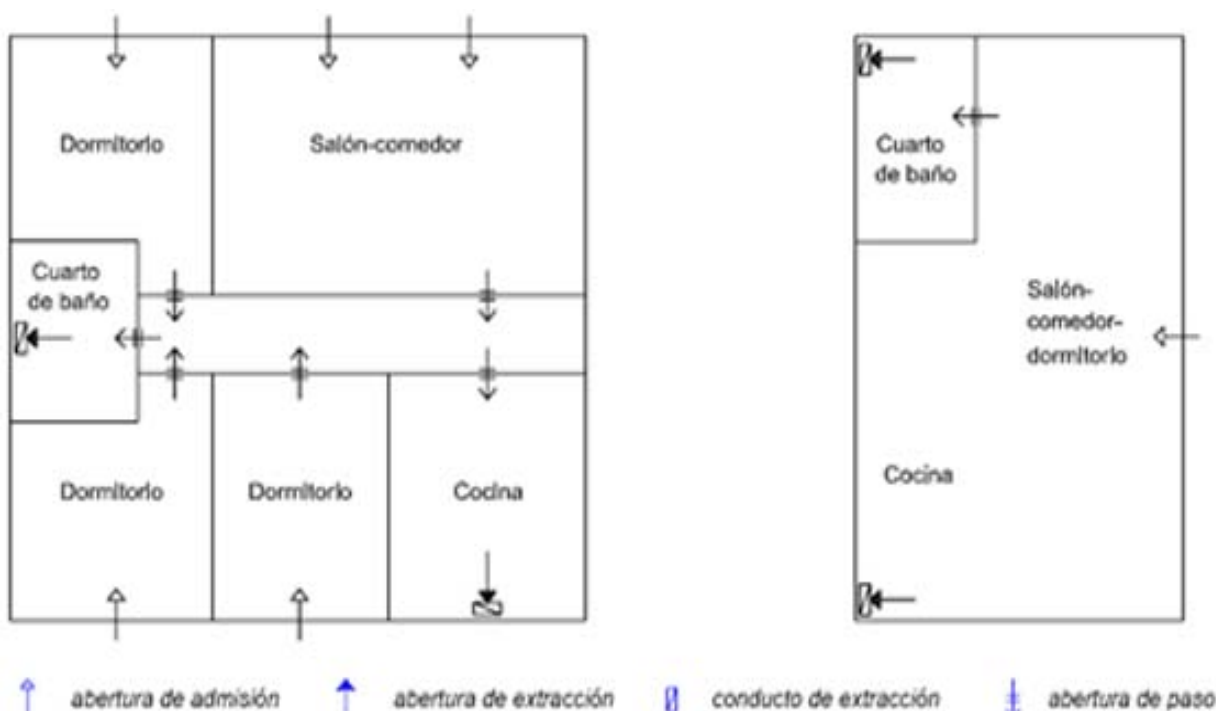 Dormitorio
Salón-comedor
Cuarto
de baño
Dormitorio
Dormitorio
Cocina
Cuarto
de baño
Salón-
comedor-
dormitorio
Cocina
abertura de admisión
abertura de extracción
conducto de extracción
abertura de paso